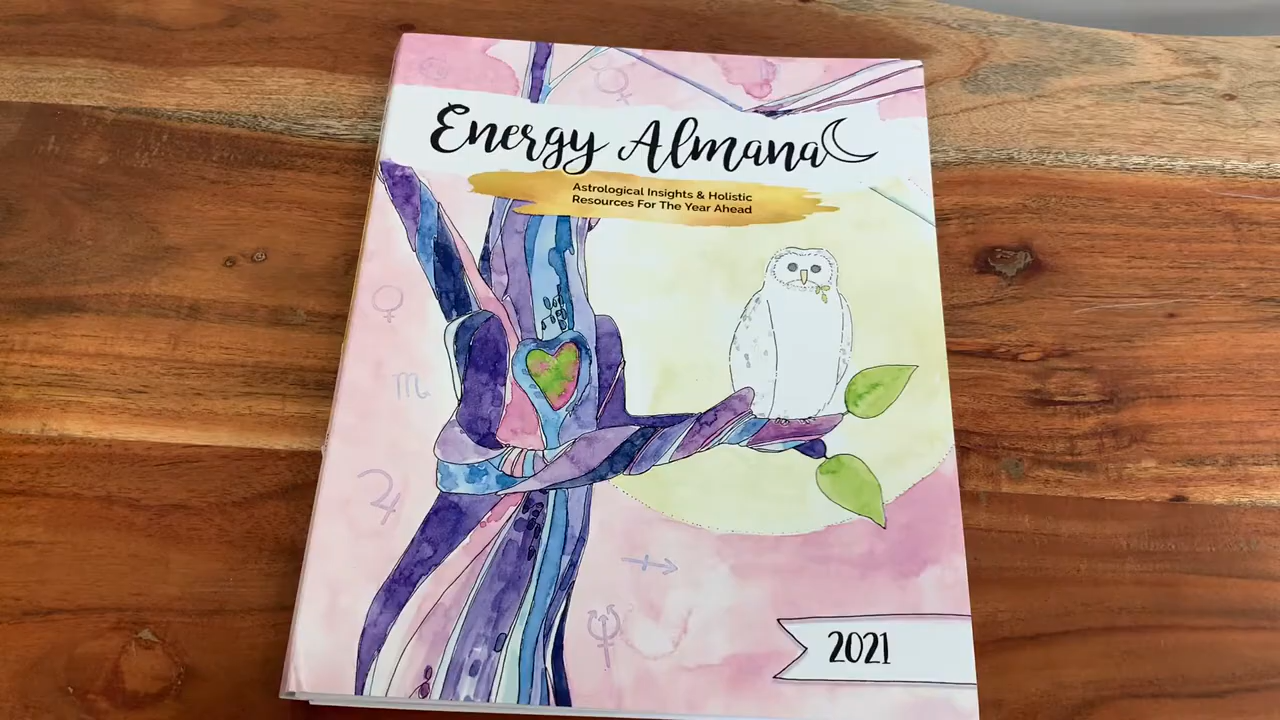 Energy Almanac
Astrological Insights & Holistic
Resources For The Year Ahead
2021